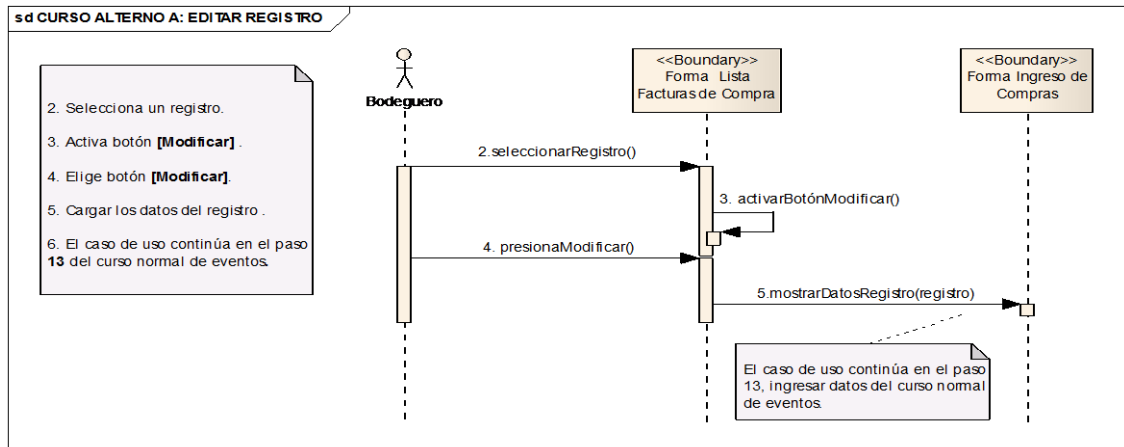 sd CURSO ALTERNO A: EDITAR REGISTRO
2. Selecciona un registro.
3. Activa botón [Modificar] .
4. Elige botón [Modificar].
5. Cargar los datos del registro .
6. El caso de uso continúa en el paso
13 del curso normal de eventos.
Bodeguero
<<Boundary>>
Forma Lista
Facturas de Compra
<<Boundary>>
Forma Ingreso de
Compras
2.seleccionarRegistro()
3. activarBotónModificar()
4. presionaModificar()
5.mostrarDatosRegistro(registro)
El caso de uso continúa en el paso
13, ingresar datos del curso normal
de eventos.